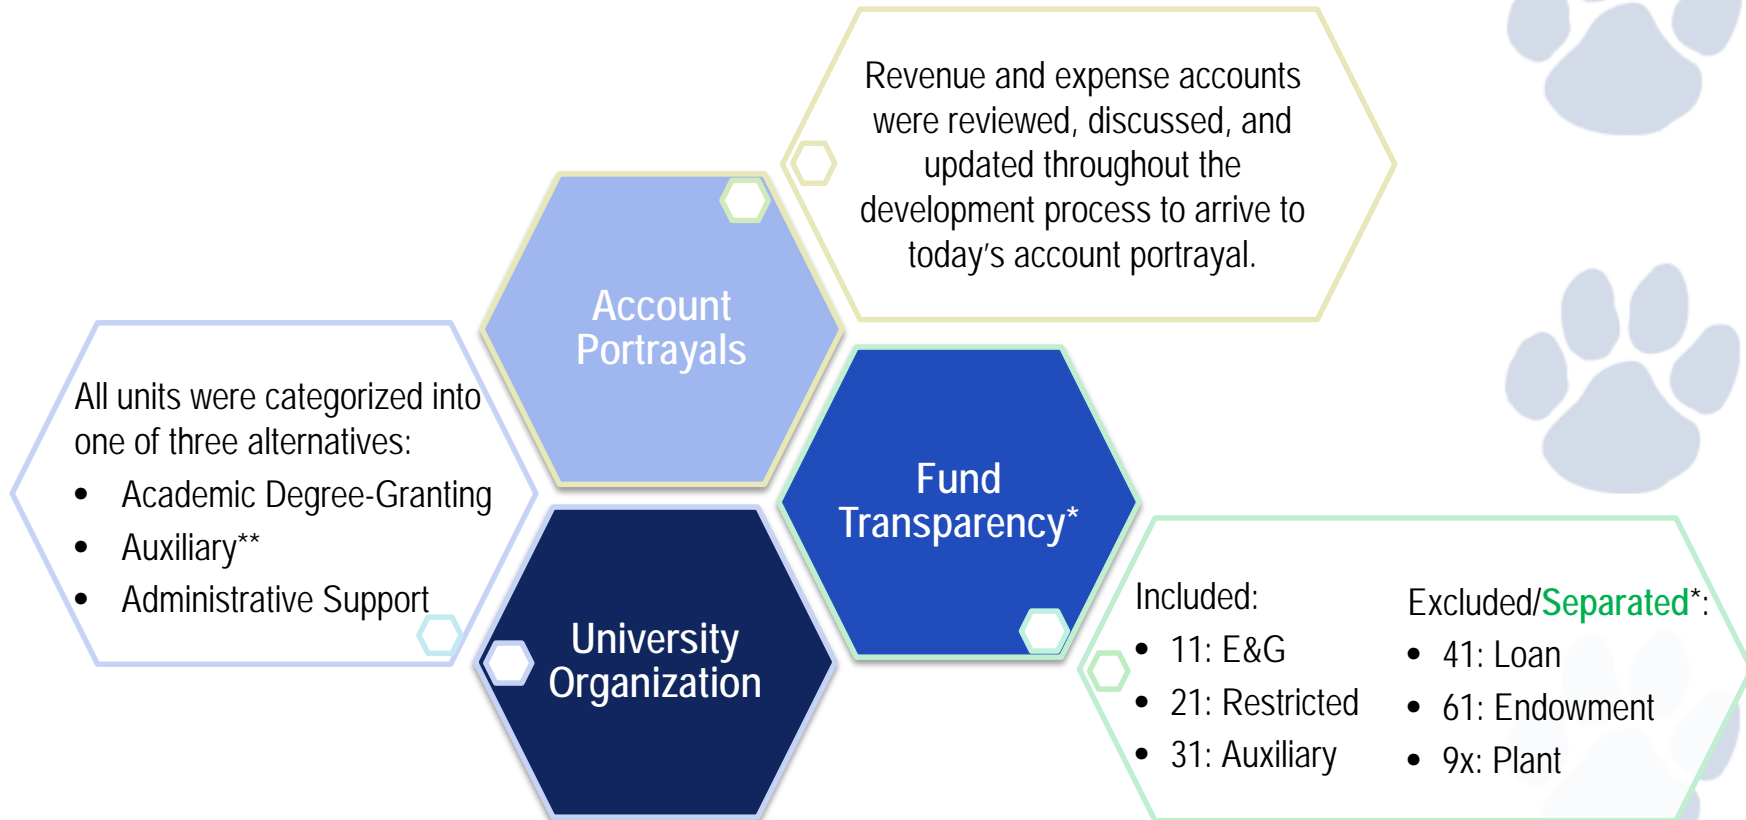 Revenue and expense accounts
were reviewed, discussed, and
updated throughout the
development process to arrive to
today's account portrayal.
Account
Portrayals
All units were categorized into
one of three alternatives:
• Academic Degree-Granting
• Auxiliary**
• Administrative Support
Fund
Transparency*
University
Organization
Included:
• 11: E&G
• 21: Restricted
• 31: Auxiliary
Excluded/Separated*:
• 41: Loan
• 61: Endowment
• 9x: Plant